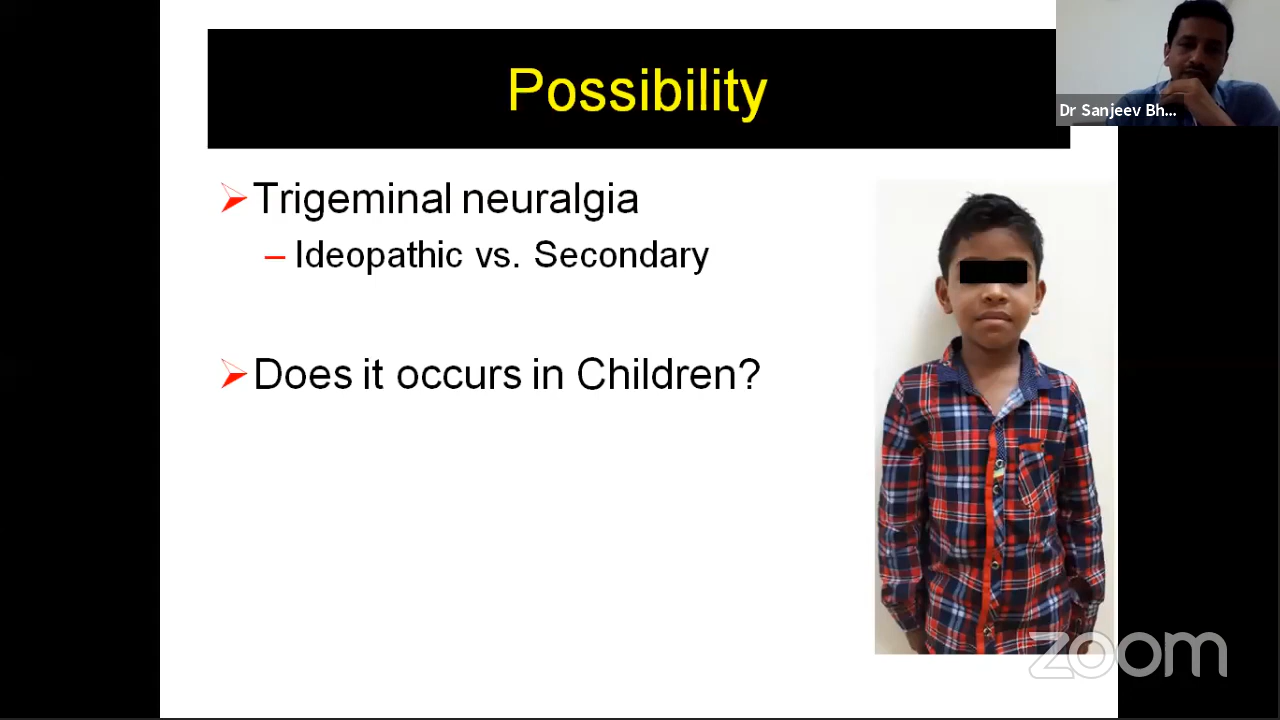 Possibility
Dr Sanjeev Bh...
Trigeminal neuralgia
– Ideopathic vs. Secondary
Does it occurs in Children?
zoom